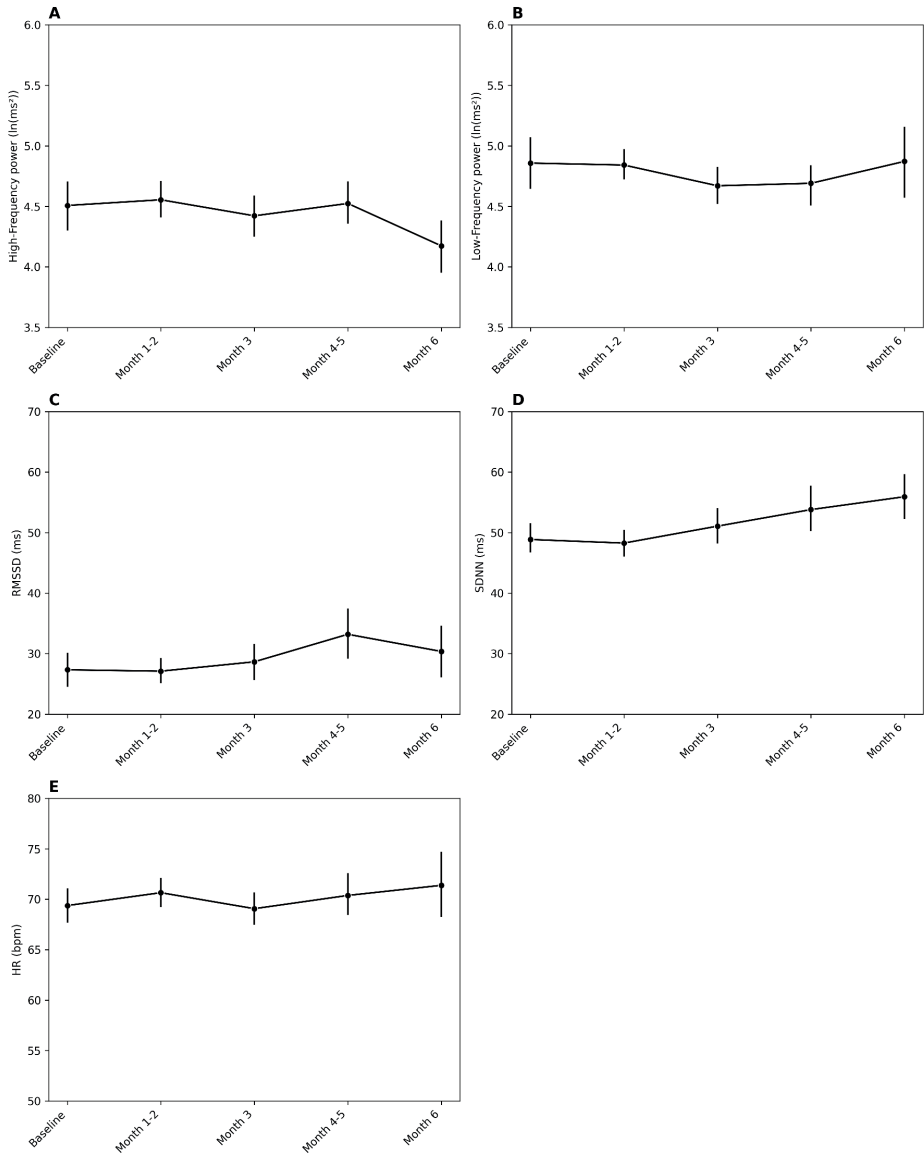 A
High-Frequency power (ln(ms²))
6.0
5.5
5.0
4.5
4.0
3.5
Baseline
Month 1-2
Month 3
Month 4-5
Month 6
B
Low-Frequency power (ln(ms²))
6.0
5.5
5.0
4.5
4.0
3.5
Baseline
Month 1-2
Month 3
Month 4-5
Month 6
C
RMSSD (ms)
70
60
50
40
30
20
Baseline
Month 1-2
Month 3
Month 4-5
Month 6
D
SDNN (ms)
70
60
50
40
30
20
Baseline
Month 1-2
Month 3
Month 4-5
Month 6
E
HR (bpm)
80
75
70
65
60
55
50
Baseline
Month 1-2
Month 3
Month 4-5
Month 6